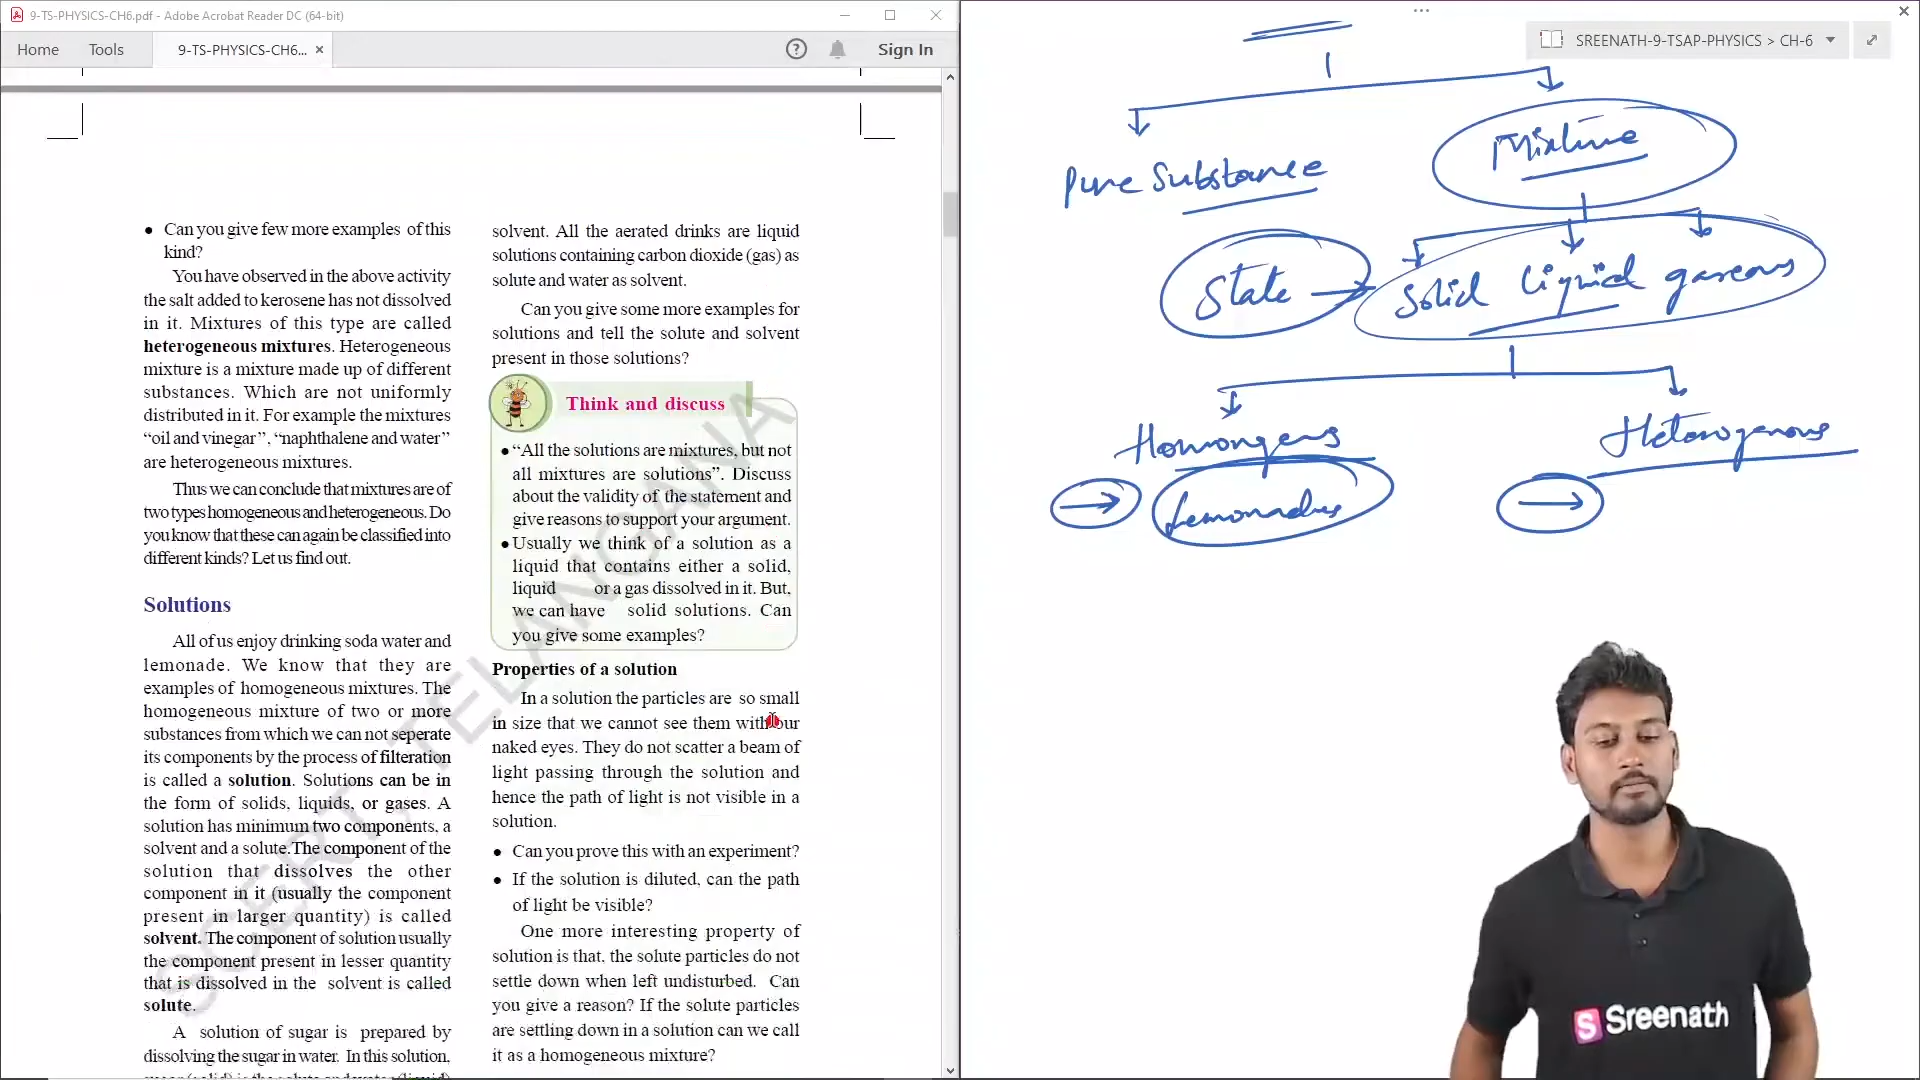 9-TS-PHYSICS-CH6.pdf - Adobe Acrobat Reader DC (64-bit)
Home Tools 9-TS-PHYSICS-CH6... × Sign In
• Can you give few more examples of this
kind?
You have observed in the above activity
the salt added to kerosene has not dissolved
in it. Mixtures of this type are called
heterogeneous mixtures. Heterogeneous
mixture is a mixture made up of different
substances. Which are not uniformly
distributed in it. For example the mixtures
“oil and vinegar”, “naphthalene and water”
are heterogeneous mixtures.
Thus we can conclude that mixtures are of
two types homogeneous and heterogeneous. Do
you know that these can again be classified into
different kinds? Let us find out.
Solutions
All of us enjoy drinking soda water and
lemonade. We know that they are
examples of homogeneous mixtures. The
homogeneous mixture of two or more
substances from which we can not seperate
its components by the process of filteration
is called a solution. Solutions can be in
the form of solids, liquids, or gases. A
solution has minimum two components, a
solvent and a solute.The component of the
solution that dissolves the other
component in it (usually the component
present in larger quantity) is called
solvent. The component of solution usually
the component present in lesser quantity
that is dissolved in the solvent is called
solute.
A solution of sugar is prepared by
dissolving the sugar in water. In this solution,
solvent. All the aerated drinks are liquid
solutions containing carbon dioxide (gas) as
solute and water as solvent.
Can you give some more examples for
solutions and tell the solute and solvent
present in those solutions?
Think and discuss
• “All the solutions are mixtures, but not
all mixtures are solutions”. Discuss
about the validity of the statement and
give reasons to support your argument.
• Usually we think of a solution as a
liquid that contains either a solid,
liquid or a gas dissolved in it. But,
we can have solid solutions. Can
you give some examples?
Properties of a solution
In a solution the particles are so small
in size that we cannot see them with our
naked eyes. They do not scatter a beam of
light passing through the solution and
hence the path of light is not visible in a
solution.
• Can you prove this with an experiment?
• If the solution is diluted, can the path
of light be visible?
One more interesting property of
solution is that, the solute particles do not
settle down when left undisturbed. Can
you give a reason? If the solute particles
are settling down in a solution can we call
it as a homogeneous mixture?
SCERT, TELANGANA
SREENATH-9-TSAP-PHYSICS > CH-6
Pure Substance Mixture
State → Solid liquid gaseous
Heterogenous
→ →
S Sreenath